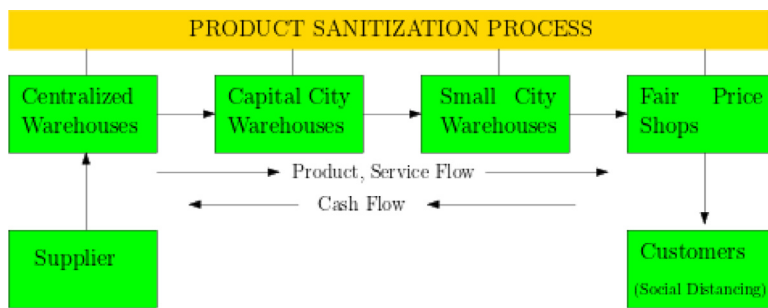 PRODUCT SANITIZATION PROCESS
Centralized
Warehouses
Capital City
Warehouses
Small City
Warehouses
Fair Price
Shops
Product, Service Flow
Cash Flow
Supplier
Customers
(Social Distancing)